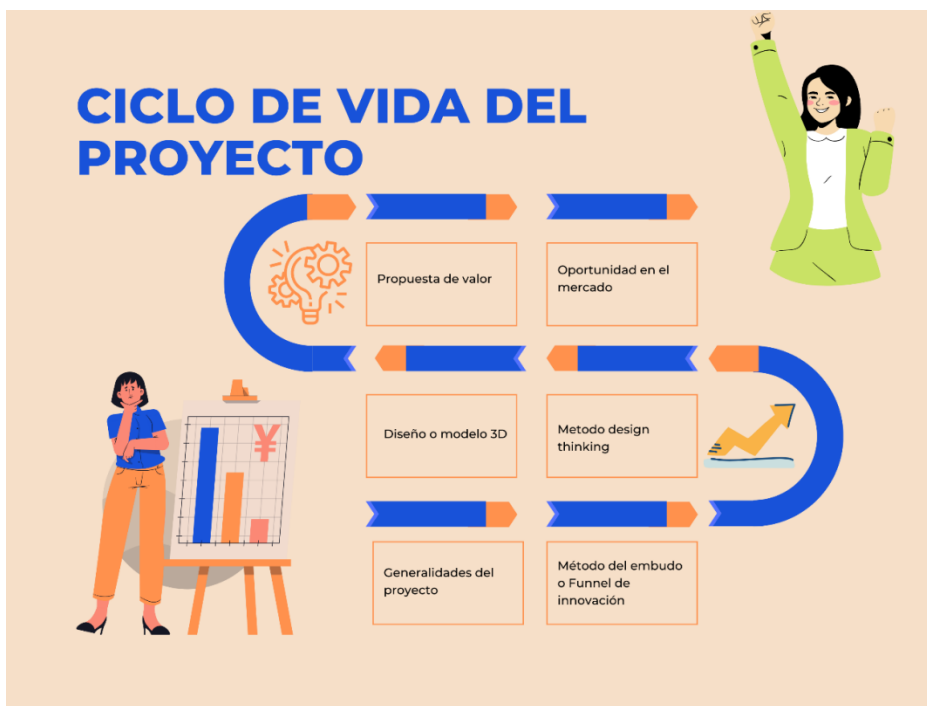 CICLO DE VIDA DEL
PROYECTO
Propuesta de valor
Oportunidad en el
mercado
Diseño o modelo 3D
Metodo design
thinking
Generalidades del
proyecto
Método del embudo
o Funnel de
innovación
¥